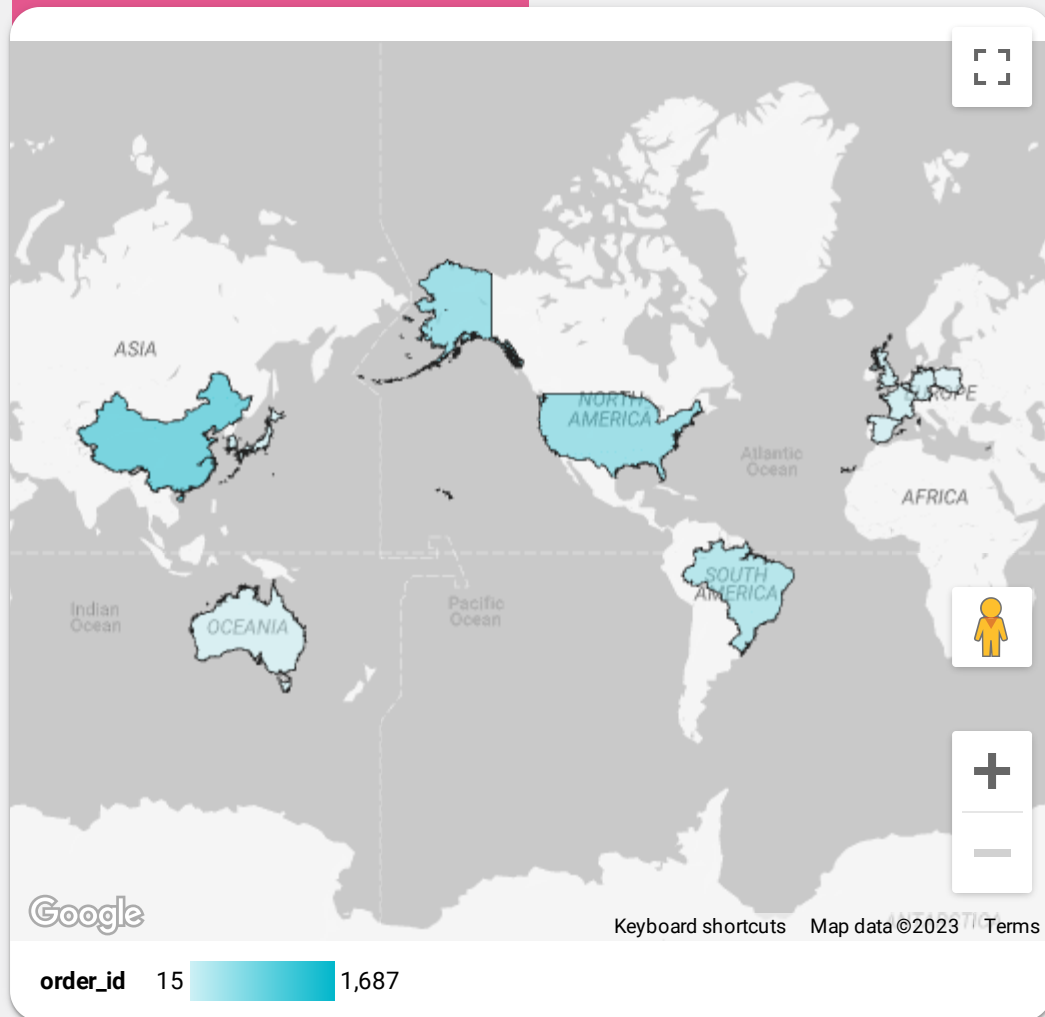 ASIA
NORTH
AMERICA
EUROPE
Atlantic
Ocean
AFRICA
SOUTH
AMERICA
Indian
Ocean
OCEANIA
Pacific
Ocean
ANTARCTICA
Google
Keyboard shortcuts
Map data ©2023
Terms
order_id 15 1,687